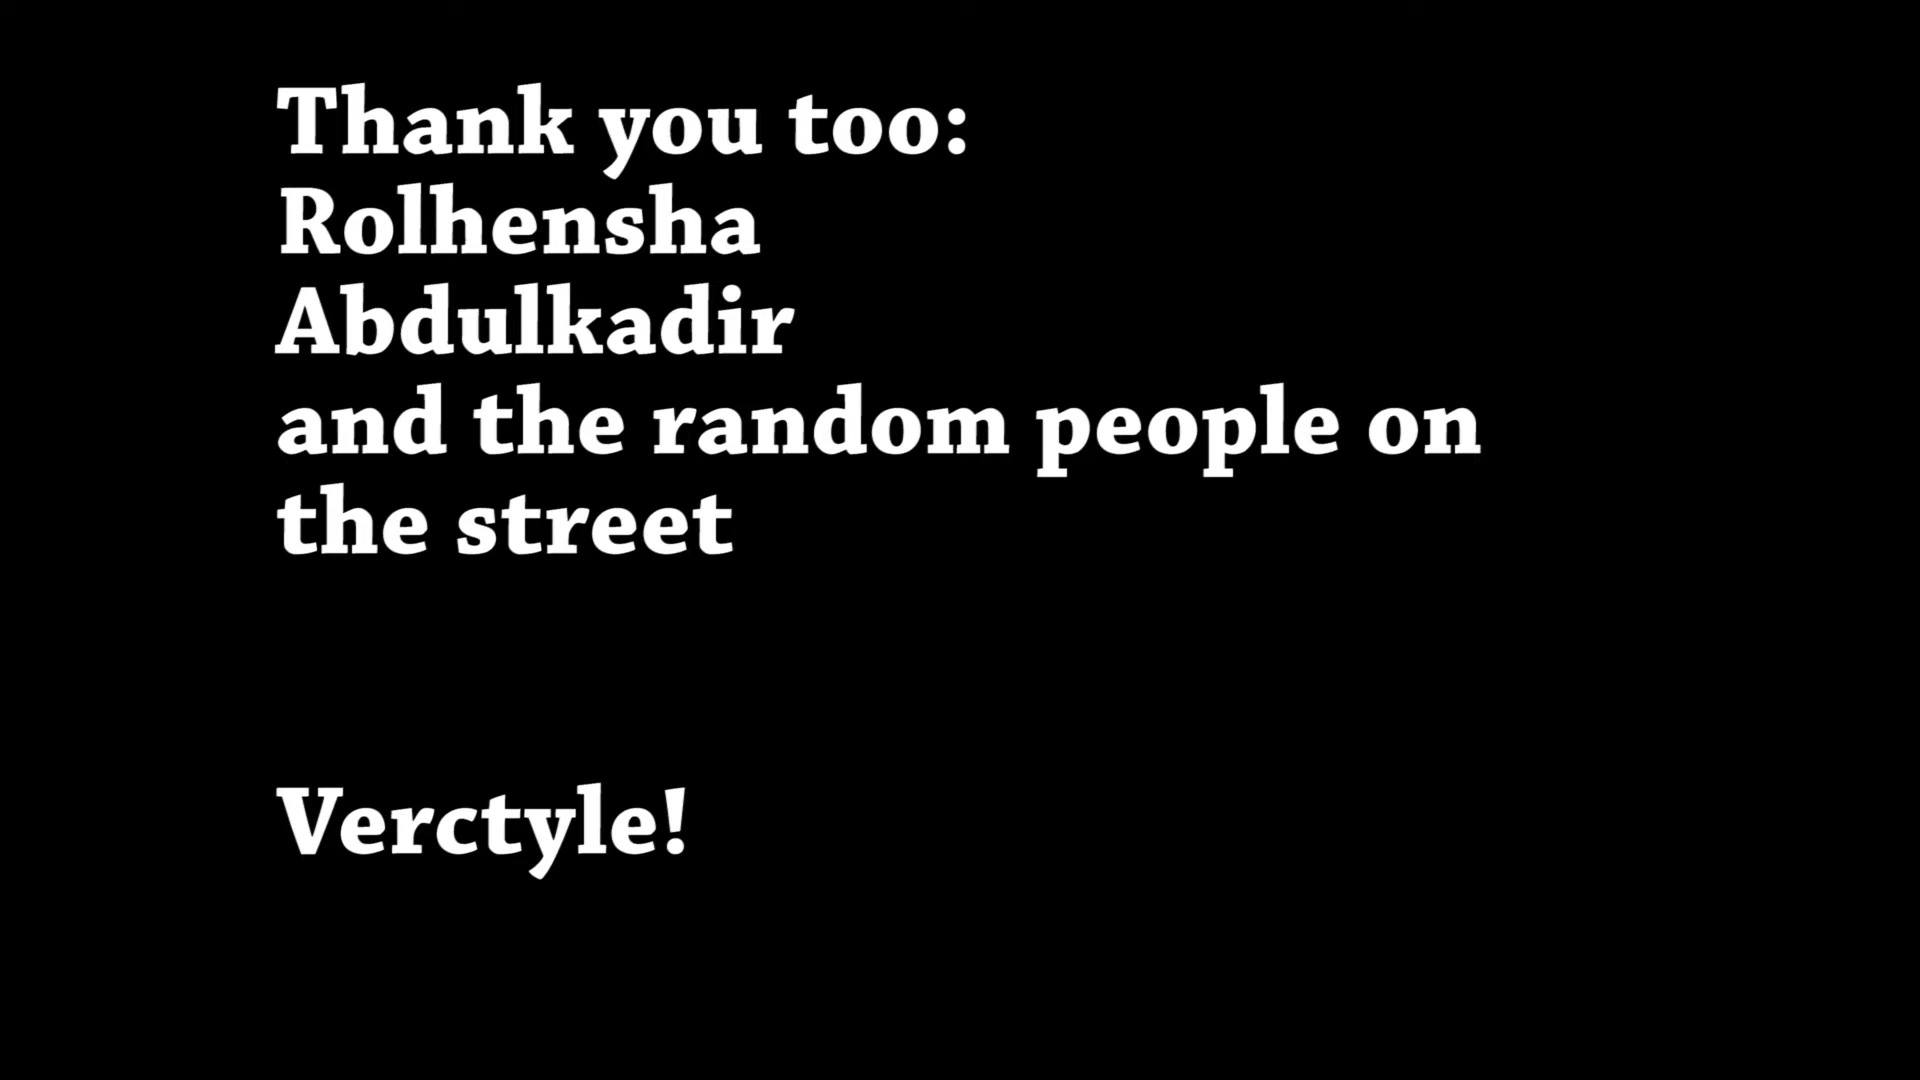 Thank you too:
Rolhensha
Abdulkadir
and the random people on
the street
Verctyle!